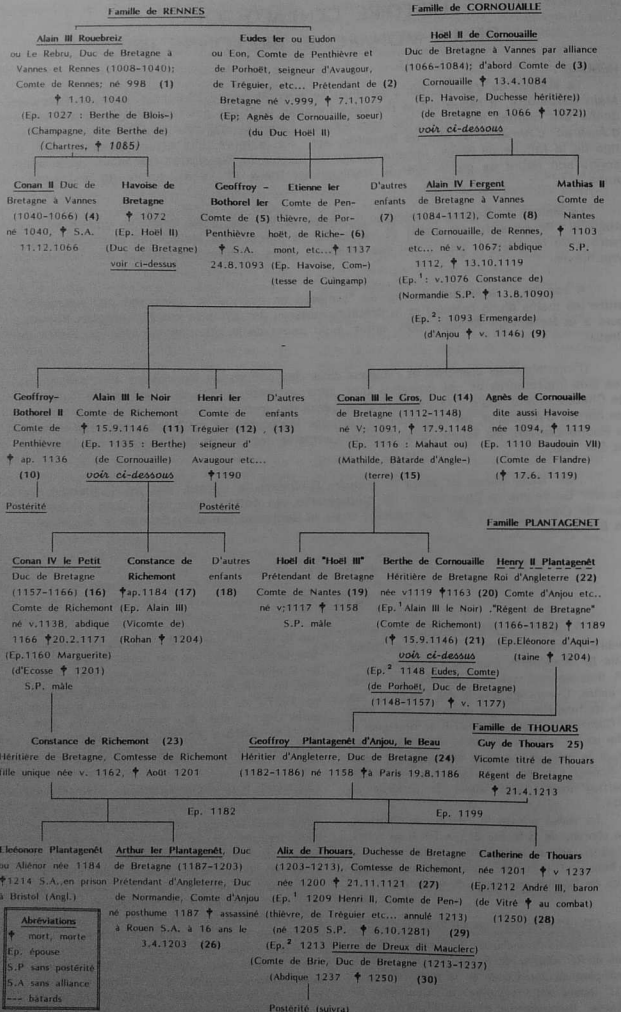 Famille de RENNES
Famille de CORNOUAILLE
Alain III Rouebreiz
ou Le Rebru, Duc de Bretagne à
Vannes et Rennes (1008-1040);
Comte de Rennes; né 998 (1)
✝ 1.10. 1040
(Ep. 1027 : Berthe de Blois-)
(Champagne, dite Berthe de)
(Chartres, ✝ 1085)
Eudes Ier ou Eudon
ou Eon, Comte de Penthièvre et
de Porhoët, seigneur d'Avaugour,
de Tréguier, etc... Prétendant de (2)
Bretagne né v.999, ✝ 7.1.1079
(Ep; Agnès de Cornouaille, soeur)
(du Duc Hoël II)
Hoël II de Cornouaille
Duc de Bretagne à Vannes par alliance
(1066-1084); d'abord Comte de (3)
Cornouaille ✝ 13.4.1084
(Ep. Havoise, Duchesse héritière))
(de Bretagne en 1066 ✝ 1072))
voir ci-dessous
Conan II Duc de
Bretagne à Vannes
(1040-1066) (4)
né 1040, ✝ S.A.
11.12.1066
Havoise de
Bretagne
✝ 1072
(Ep. Hoël II)
(Duc de Bretagne)
voir ci-dessus
Geoffroy -
Bothorel Ier
Comte de (5)
Penthièvre
✝ S.A.
24.8.1093
Etienne Ier
Comte de Pen-
thièvre, de Por-
hoët, de Riche- (6)
mont, etc...✝ 1137
(Ep. Havoise, Com-)
(tesse de Guingamp)
D'autres
enfants
(7)
Alain IV Fergent
de Bretagne à Vannes
(1084-1112), Comte (8)
de Cornouaille, de Rennes,
etc... né v. 1067; abdique
1112, ✝ 13.10.1119
(Ep.1: v.1076 Constance de)
(Normandie S.P. ✝ 13.8.1090)
(Ep.2: 1093 Ermengarde)
(d'Anjou ✝ v. 1146) (9)
Mathias II
Comte de
Nantes
✝ 1103
S.P.
Geoffroy-
Bothorel II
Comte de
Penthièvre
✝ ap. 1136
(10)
Postérité
Alain III le Noir
Comte de Richemont
✝ 15.9.1146 (11)
(Ep. 1135 : Berthe)
(de Cornouaille)
voir ci-dessous
Henri Ier
Comte de
Tréguier (12) ,
seigneur d'
Avaugour etc...
✝1190
Postérité
D'autres
enfants
(13)
Conan III le Gros, Duc (14)
de Bretagne (1112-1148)
né V; 1091, ✝ 17.9.1148
(Ep. 1116 : Mahaut ou)
(Mathilde, Bâtarde d'Angle-)
(terre) (15)
Agnès de Cornouaille
dite aussi Havoise
née 1094, ✝ 1119
(Ep. 1110 Baudouin VII)
(Comte de Flandre)
(✝ 17.6. 1119)
Famille PLANTAGENET
Conan IV le Petit
Duc de Bretagne
(1157-1166) (16)
Comte de Richemont
né v.1138, abdique
1166 ✝20.2.1171
(Ep.1160 Marguerite)
(d'Ecosse ✝ 1201)
S.P. mâle
Constance de
Richemont
✝ap.1184 (17)
(Ep. Alain III)
(Vicomte de)
(Rohan ✝ 1204)
D'autres
enfants
(18)
Hoël dit "Hoël III"
Prétendant de Bretagne
Comte de Nantes (19)
né v;1117 ✝ 1158
S.P. mâle
Berthe de Cornouaille
Héritière de Bretagne
née v1119 ✝1163 (20)
(Ep.1Alain III le Noir)
(Comte de Richemont)
(✝ 15.9.1146) (21)
voir ci-dessus
(Ep.2 1148 Eudes, Comte)
(de Porhoët, Duc de Bretagne)
(1148-1157) ✝ v. 1177)
Henry II Plantagenêt
Roi d'Angleterre (22)
Comte d'Anjou etc..
."Régent de Bretagne"
(1166-1182) ✝ 1189
(Ep.Eléonore d'Aqui-)
(taine ✝ 1204)
Constance de Richemont (23)
Héritière de Bretagne, Comtesse de Richemont
fille unique née v. 1162, ✝ Août 1201
Geoffroy Plantagenêt d'Anjou, le Beau
Héritier d'Angleterre, Duc de Bretagne (24)
(1182-1186) né 1158 ✝à Paris 19.8.1186
Famille de THOUARS
Guy de Thouars 25)
Vicomte titré de Thouars
Régent de Bretagne
✝ 21.4.1213
Ep. 1182
Ep. 1199
Eleéonore Plantagenêt
ou Aliénor née 1184
✝1214 S.A..en prison
à Bristol (Angl.)
Arthur Ier Plantagenêt, Duc
de Bretagne (1187-1203)
Prétendant d'Angleterre, Duc
de Normandie, Comte d'Anjou
né posthume 1187 ✝ assassiné
à Rouen S.A. à 16 ans le
3.4.1203 (26)
Alix de Thouars, Duchesse de Bretagne
(1203-1213), Comtesse de Richemont,
née 1200 ✝ 21.11.1121 (27)
(Ep.1 1209 Henri II, Comte de Pen-)
(thièvre, de Tréguier etc... annulé 1213)
(né 1205 S.P. ✝ 6.10.1281) (29)
(Ep.2 1213 Pierre de Dreux dit Mauclerc)
(Comte de Brie, Duc de Bretagne (1213-1237)
(Abdique 1237 ✝ 1250) (30)
Postérité (suivra)
Catherine de Thouars
née 1201 ✝ v 1237
(Ep.1212 André III, baron
(de Vitré ✝ au combat)
(1250) (28)
Abréviations
✝ mort, morte
Ep. épouse
S.P sans postérité
S.A sans alliance
--- bâtards